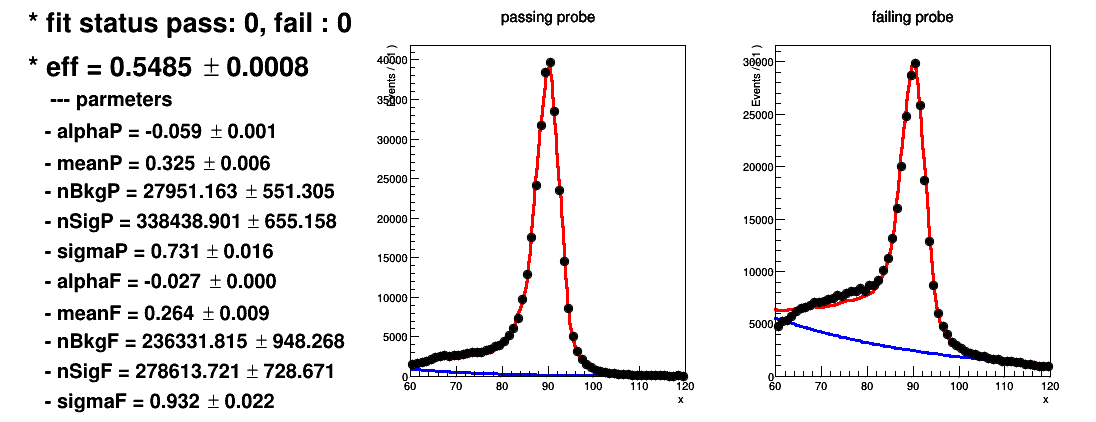 * fit status pass: 0, fail : 0
* eff = 0.5485 ± 0.0008
--- parmeters
- alphaP = -0.059 ± 0.001
- meanP = 0.325 ± 0.006
- nBkgP = 27951.163 ± 551.305
- nSigP = 338438.901 ± 655.158
- sigmaP = 0.731 ± 0.016
- alphaF = -0.027 ± 0.000
- meanF = 0.264 ± 0.009
- nBkgF = 236331.815 ± 948.268
- nSigF = 278613.721 ± 728.671
- sigmaF = 0.932 ± 0.022
passing probe
Events / ( 1 )
40000
35000
30000
25000
20000
15000
10000
5000
0
60 70 80 90 100 110 120
x
failing probe
Events / ( 1 )
30000
25000
20000
15000
10000
5000
0
60 70 80 90 100 110 120
x